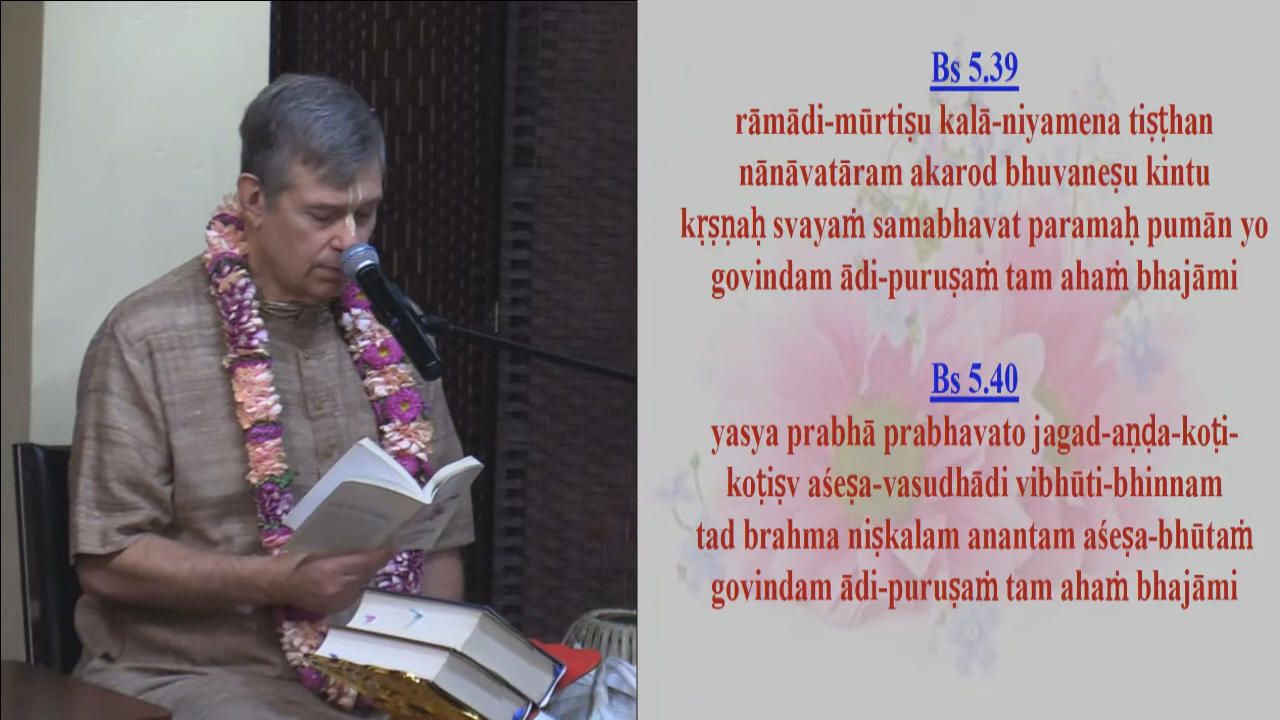 Bs 5.39
rāmādi-mūrtiṣu kalā-niyamena tiṣṭhan
nānāvatāram akarod bhuvaneṣu kintu
kṛṣṇaḥ svayaṁ samabhavat paramaḥ pumān yo
govindam ādi-puruṣaṁ tam ahaṁ bhajāmi
Bs 5.40
yasya prabhā prabhavato jagad-aṇḍa-koṭi-
koṭiṣv aśeṣa-vasudhādi vibhūti-bhinnam
tad brahma niṣkalam anantam aśeṣa-bhūtaṁ
govindam ādi-puruṣaṁ tam ahaṁ bhajāmi